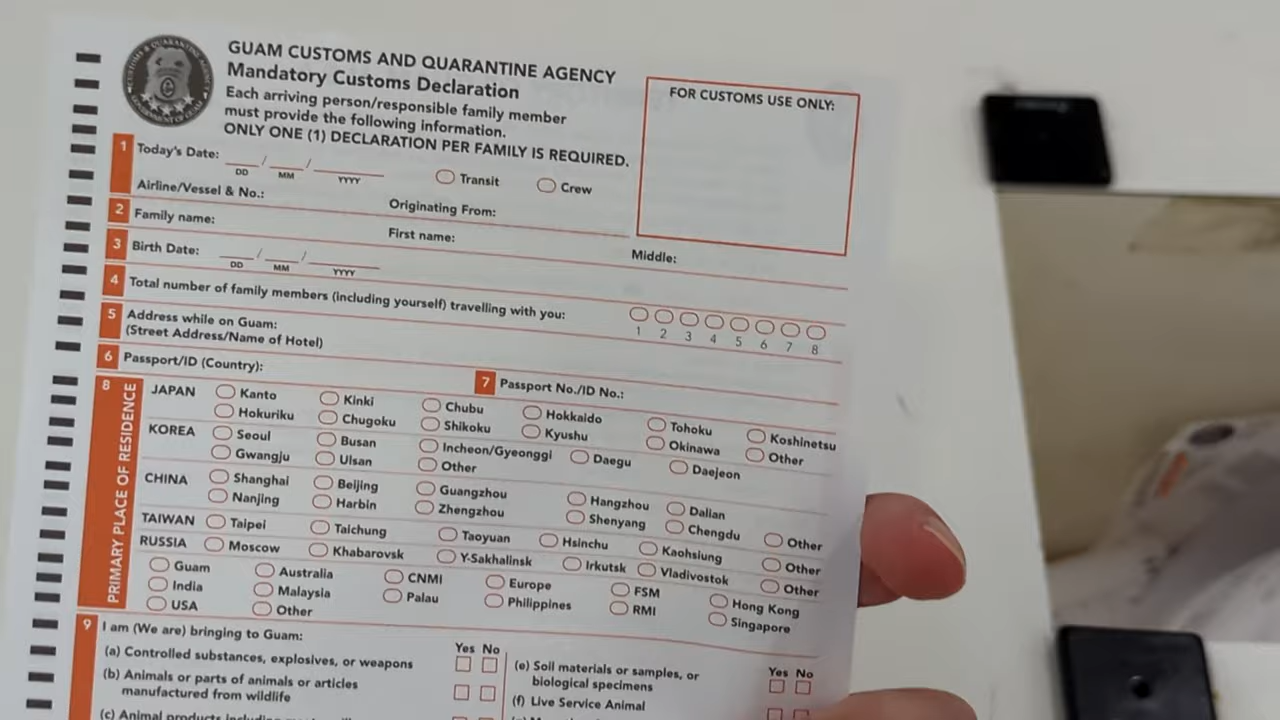 GUAM CUSTOMS AND QUARANTINE AGENCY
Mandatory Customs Declaration
Each arriving person/responsible family member
must provide the following information.
ONLY ONE (1) DECLARATION PER FAMILY IS REQUIRED.
FOR CUSTOMS USE ONLY:
1 Today's Date: / /
DD MM YYYY
Transit Crew
Airline/Vessel & No.: Originating From:
2 Family name: First name: Middle:
3 Birth Date: / /
DD MM YYYY
4 Total number of family members (including yourself) travelling with you:
1 2 3 4 5 6 7 8
5 Address while on Guam:
(Street Address/Name of Hotel)
6 Passport/ID (Country): 7 Passport No./ID No.:
8 PRIMARY PLACE OF RESIDENCE
JAPAN Kanto Kinki Chubu Hokkaido Tohoku Koshinetsu
Hokuriku Chugoku Shikoku Kyushu Okinawa Other
KOREA Seoul Busan Incheon/Gyeonggi Daegu Daejeon
Gwangju Ulsan Other
CHINA Shanghai Beijing Guangzhou Hangzhou Dalian
Nanjing Harbin Zhengzhou Shenyang Chengdu Other
TAIWAN Taipei Taichung Taoyuan Hsinchu Kaohsiung Other
RUSSIA Moscow Khabarovsk Y-Sakhalinsk Irkutsk Vladivostok Other
Guam Australia CNMI Europe FSM Hong Kong
India Malaysia Palau Philippines RMI Singapore
USA Other
9 I am (We are) bringing to Guam:
Yes No
(a) Controlled substances, explosives, or weapons
(b) Animals or parts of animals or articles
manufactured from wildlife
(c) Animal products including
Yes No
(e) Soil materials or samples, or
biological specimens
(f) Live Service Animal